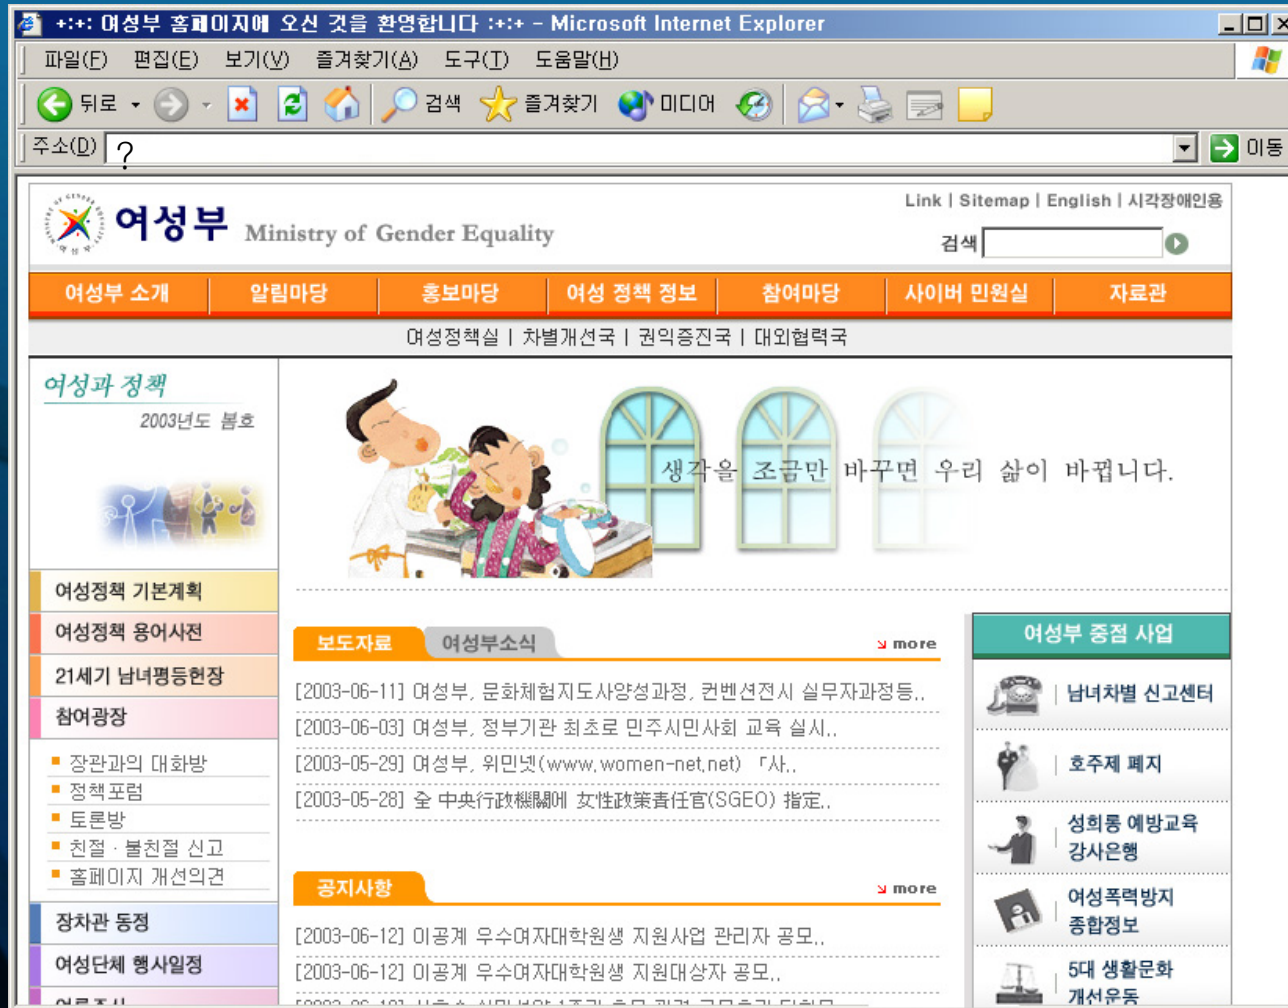 +:+: 여성부 홈페이지에 오신 것을 환영합니다 :+:+ - Microsoft Internet Explorer
파일(F) 편집(E) 보기(V) 즐겨찾기(A) 도구(T) 도움말(H)
뒤로 검색 즐겨찾기 미디어
주소(D) ? 이동
Link | Sitemap | English | 시각장애인용
여성부 Ministry of Gender Equality
검색
여성부 소개 알림마당 홍보마당 여성 정책 정보 참여마당 사이버 민원실 자료관
여성정책실 | 차별개선국 | 권익증진국 | 대외협력국
여성과 정책
2003년도 봄호
생각을 조금만 바꾸면 우리 삶이 바뀝니다.
여성정책 기본계획
여성정책 용어사전
21세기 남녀평등헌장
참여광장
장관과의 대화방
정책포럼
토론방
친절 · 불친절 신고
홈페이지 개선의견
장차관 동정
여성단체 행사일정
보도자료 여성부소식 more
[2003-06-11] 여성부, 문화체험지도사양성과정, 컨벤션전시 실무자과정등..
[2003-06-03] 여성부, 정부기관 최초로 민주시민사회 교육 실시..
[2003-05-29] 여성부, 위민넷(www.women-net.net) 「사..
[2003-05-28] 全 中央行政機關에 女性政策責任官(SGEO) 指定..
공지사항 more
[2003-06-12] 이공계 우수여자대학원생 지원사업 관리자 공모..
[2003-06-12] 이공계 우수여자대학원생 지원대상자 공모..
여성부 중점 사업
남녀차별 신고센터
호주제 폐지
성희롱 예방교육
강사은행
여성폭력방지
종합정보
5대 생활문화
개선운동